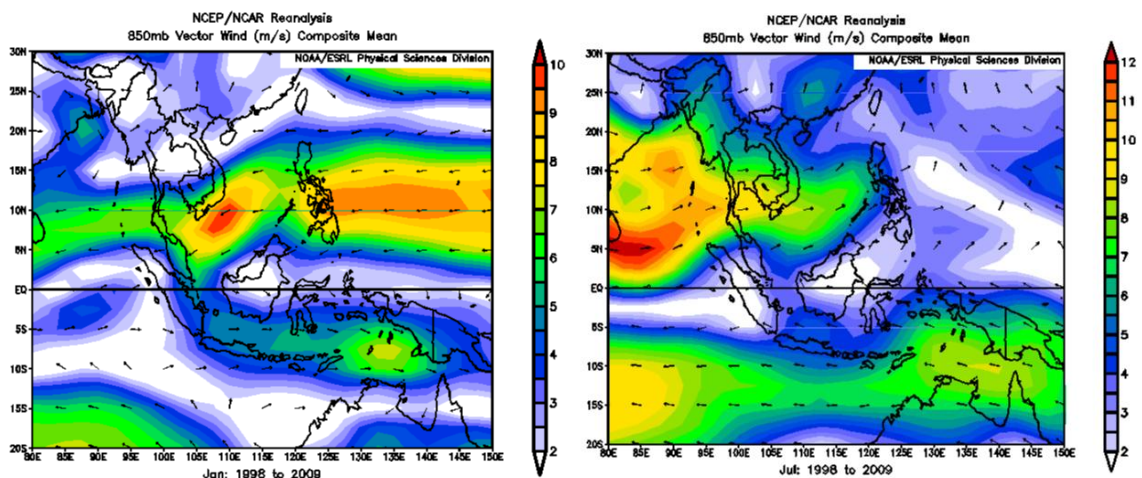 NCEP/NCAR Reanalysis
850mb Vector Wind (m/s) Composite Mean
NOAA/ESRL Physical Sciences Division
30N
25N
20N
15N
10N
5N
EQ
5S
10S
15S
20S
80E 85E 90E 95E 100E 105E 110E 115E 120E 125E 130E 135E 140E 145E 150E
Jan: 1998 to 2009
10
9
8
7
6
5
4
3
2
NCEP/NCAR Reanalysis
850mb Vector Wind (m/s) Composite Mean
NOAA/ESRL Physical Sciences Division
30N
25N
20N
15N
10N
5N
EQ
5S
10S
15S
20S
80E 85E 90E 95E 100E 105E 110E 115E 120E 125E 130E 135E 140E 145E 150E
Jul: 1998 to 2009
12
11
10
9
8
7
6
5
4
3
2